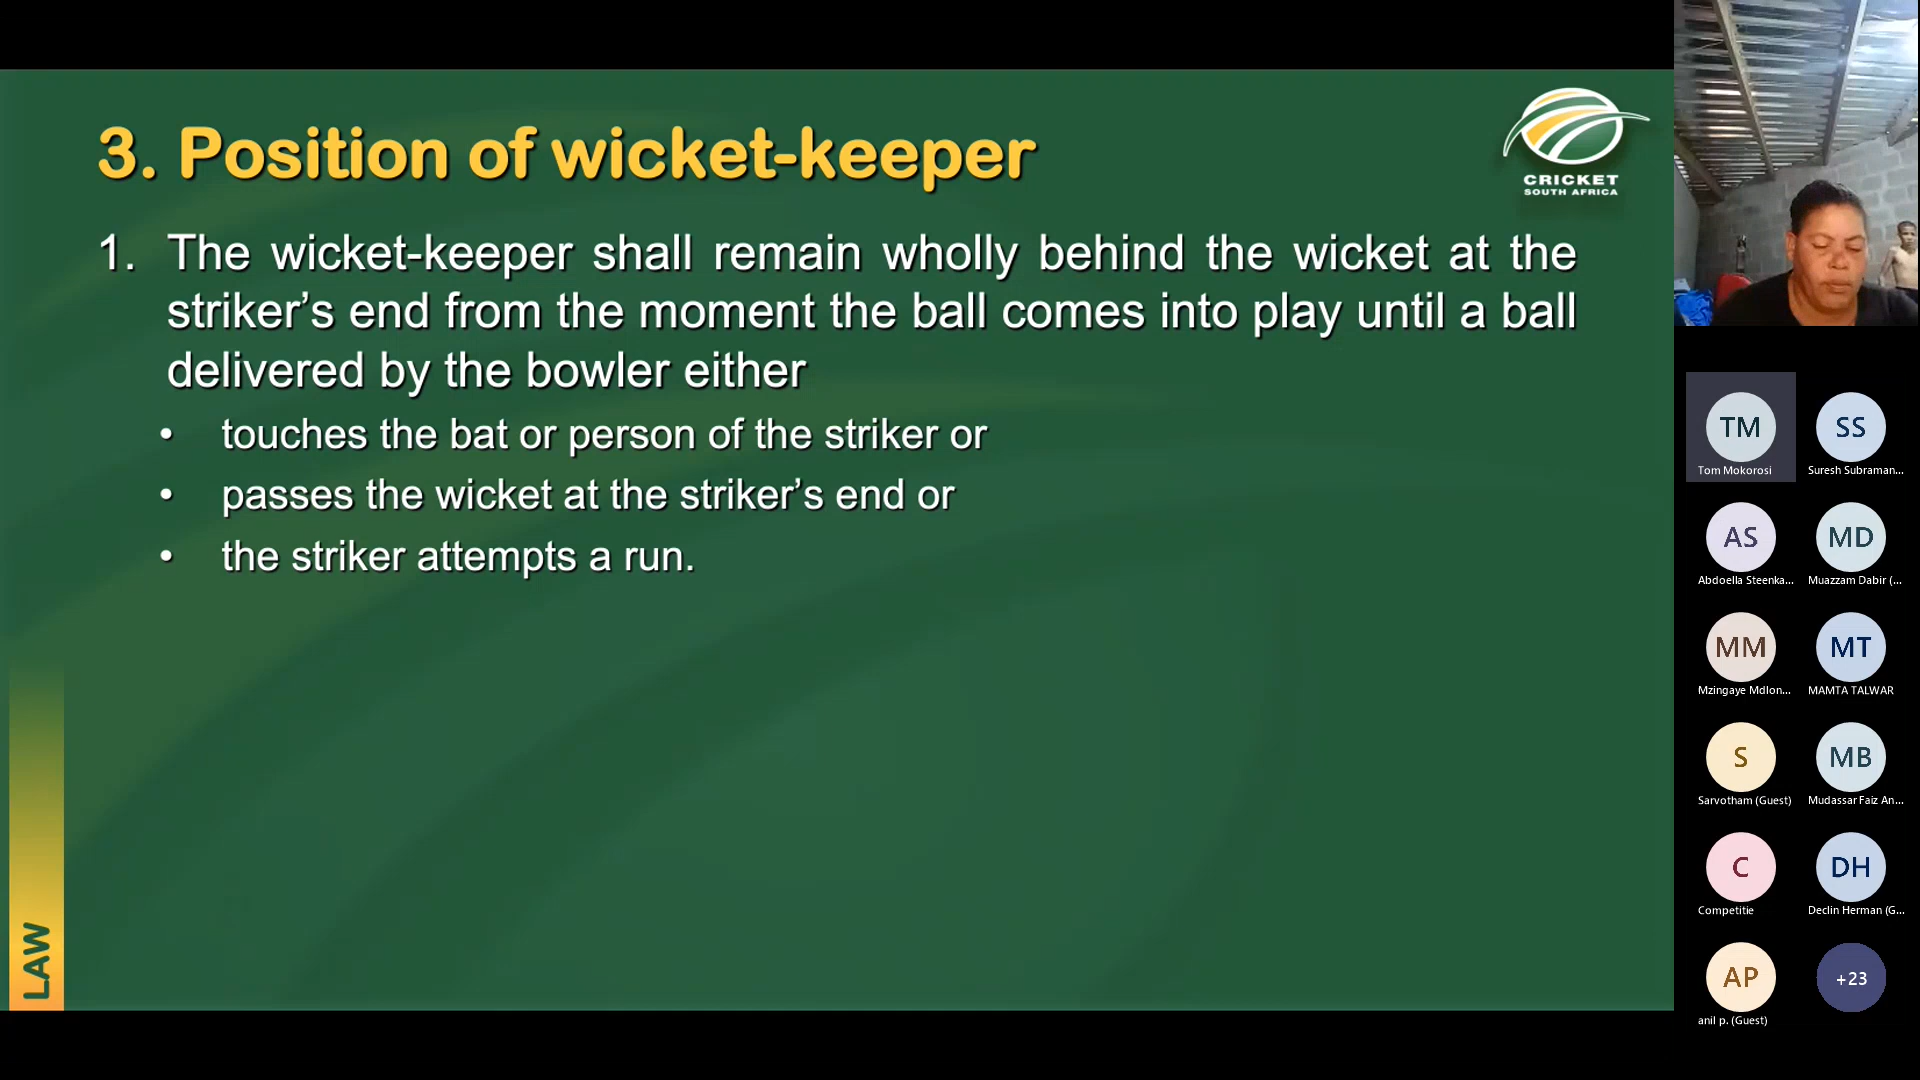 3. Position of wicket-keeper
CRICKET
SOUTH AFRICA
1. The wicket-keeper shall remain wholly behind the wicket at the
striker’s end from the moment the ball comes into play until a ball
delivered by the bowler either
• touches the bat or person of the striker or
• passes the wicket at the striker’s end or
• the striker attempts a run.
LAW
TM
Tom Mokorosi
SS
Suresh Subraman...
AS
Abdoella Steenka...
MD
Muazzam Dabir (...
MM
Mzingaye Mdlon...
MT
MAMTA TALWAR
S
Sarvotham (Guest)
MB
Mudassar Faiz An...
C
Competitie
DH
Declin Herman (G...
AP
anil p. (Guest)
+23